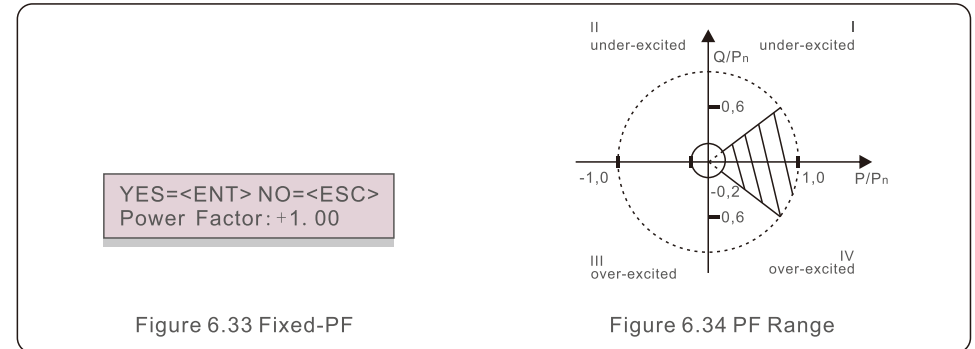 YES=<ENT> NO=<ESC>
Power Factor:+1. 00
Figure 6.33 Fixed-PF
II
under-excited
I
under-excited
Q/Pn
0,6
-1,0
-0,2
1,0
P/Pn
0,6
III
over-excited
IV
over-excited
Figure 6.34 PF Range